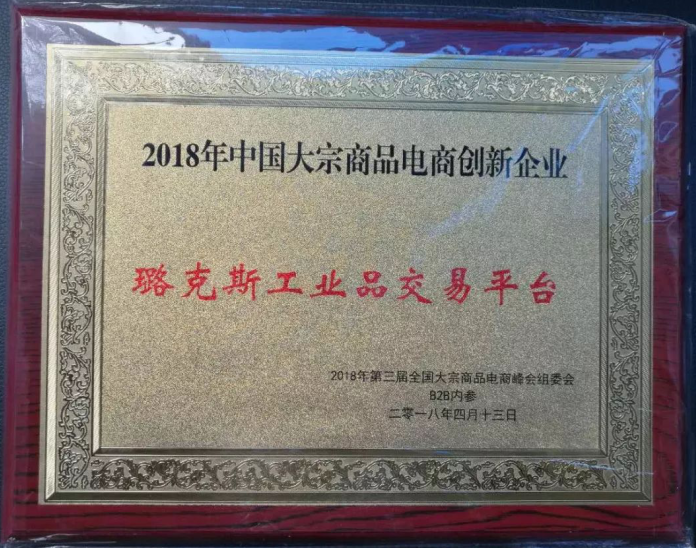 2018年中国大宗商品电商创新企业
璐克斯工业品交易平台
2018年第三届全国大宗商品电商峰会组委会
B2B内参
二零一八年四月十三日